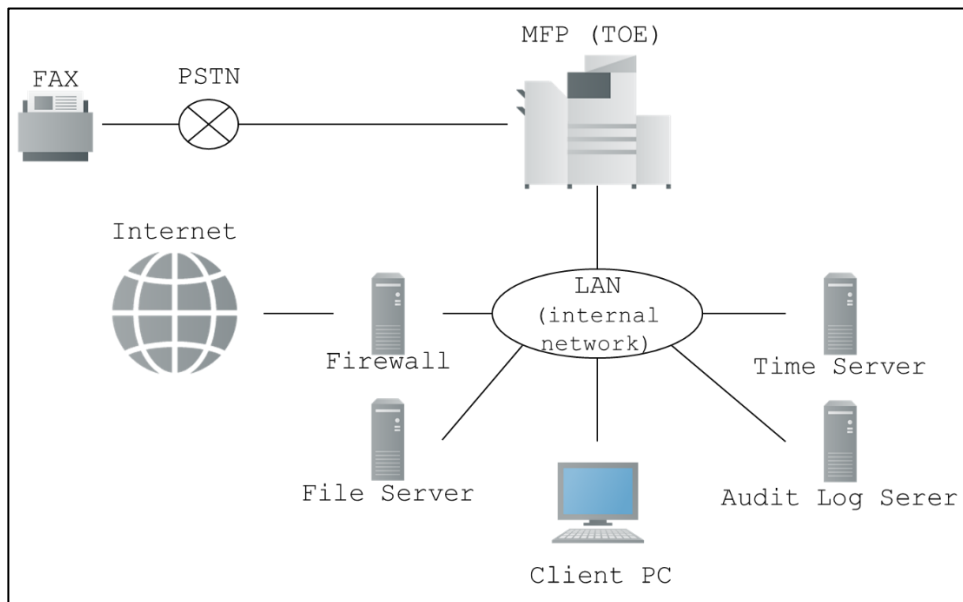 MFP (TOE)
FAX
PSTN
Internet
LAN
(internal
network)
Firewall
Time Server
File Server
Audit Log Serer
Client PC